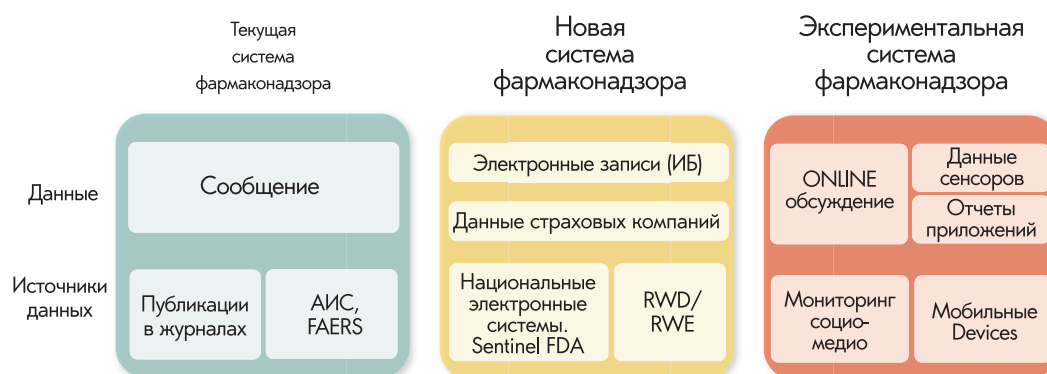 Текущая
система
фармаконадзора
Новая
система
фармаконадзора
Экспериментальная
система
фармаконадзора
Данные
Сообщение
Электронные записи (ИБ)
Данные страховых компаний
ONLINE
обсуждение
Данные
сенсоров
Отчеты
приложений
Источники
данных
Публикации
в журналах
АИС,
FAERS
Национальные
электронные
системы.
Sentinel FDA
RWD/
RWE
Мониторинг
социо-
медио
Мобильные
Devices